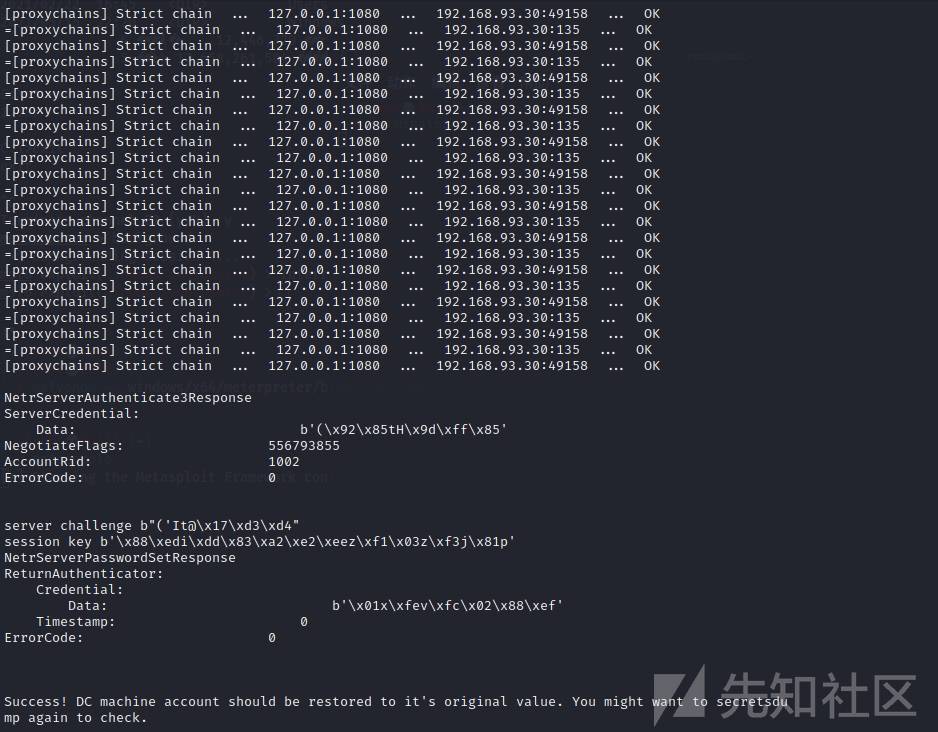 [proxychains] Strict chain ... 127.0.0.1:1080 ... 192.168.93.30:49158 ... OK
=[proxychains] Strict chain ... 127.0.0.1:1080 ... 192.168.93.30:135 ... OK
[proxychains] Strict chain ... 127.0.0.1:1080 ... 192.168.93.30:49158 ... OK
=[proxychains] Strict chain ... 127.0.0.1:1080 ... 192.168.93.30:135 ... OK
[proxychains] Strict chain ... 127.0.0.1:1080 ... 192.168.93.30:49158 ... OK
=[proxychains] Strict chain ... 127.0.0.1:1080 ... 192.168.93.30:135 ... OK
[proxychains] Strict chain ... 127.0.0.1:1080 ... 192.168.93.30:49158 ... OK
=[proxychains] Strict chain ... 127.0.0.1:1080 ... 192.168.93.30:135 ... OK
[proxychains] Strict chain ... 127.0.0.1:1080 ... 192.168.93.30:49158 ... OK
=[proxychains] Strict chain ... 127.0.0.1:1080 ... 192.168.93.30:135 ... OK
[proxychains] Strict chain ... 127.0.0.1:1080 ... 192.168.93.30:49158 ... OK
=[proxychains] Strict chain ... 127.0.0.1:1080 ... 192.168.93.30:135 ... OK
[proxychains] Strict chain ... 127.0.0.1:1080 ... 192.168.93.30:49158 ... OK
=[proxychains] Strict chain ... 127.0.0.1:1080 ... 192.168.93.30:135 ... OK
[proxychains] Strict chain ... 127.0.0.1:1080 ... 192.168.93.30:49158 ... OK
=[proxychains] Strict chain ... 127.0.0.1:1080 ... 192.168.93.30:135 ... OK
[proxychains] Strict chain ... 127.0.0.1:1080 ... 192.168.93.30:49158 ... OK
=[proxychains] Strict chain ... 127.0.0.1:1080 ... 192.168.93.30:135 ... OK
[proxychains] Strict chain ... 127.0.0.1:1080 ... 192.168.93.30:49158 ... OK
=[proxychains] Strict chain ... 127.0.0.1:1080 ... 192.168.93.30:135 ... OK
[proxychains] Strict chain ... 127.0.0.1:1080 ... 192.168.93.30:49158 ... OK
=[proxychains] Strict chain ... 127.0.0.1:1080 ... 192.168.93.30:135 ... OK
[proxychains] Strict chain ... 127.0.0.1:1080 ... 192.168.93.30:49158 ... OK
windows/x64/meterpreter/
NetrServerAuthenticate3Response
ServerCredential:
Data: b'(\x92\x85tH\x9d\xff\x85'
NegotiateFlags: 556793855
AccountRid: 1002
ErrorCode: 0
the Metasploit Framework con
server challenge b"('It@\x17\xd3\xd4"
session key b'\x88\xedi\xdd\x83\xa2\xe2\xeez\xf1\x03z\xf3j\x81p'
NetrServerPasswordSetResponse
ReturnAuthenticator:
Credential:
Data: b'\x01x\xfev\xfc\x02\x88\xef'
Timestamp: 0
ErrorCode: 0
Success! DC machine account should be restored to it's original value. You might want to secretsdu
mp again to check.
先知社区